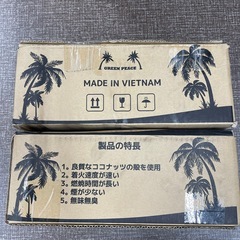 GREEN PEACE
MADE IN VIETNAM
製品の特長
1。良質なココナッツの殻を使用
2。着火速度が速い
3。燃焼時間が長い
4。煙が少ない
5。無味無臭